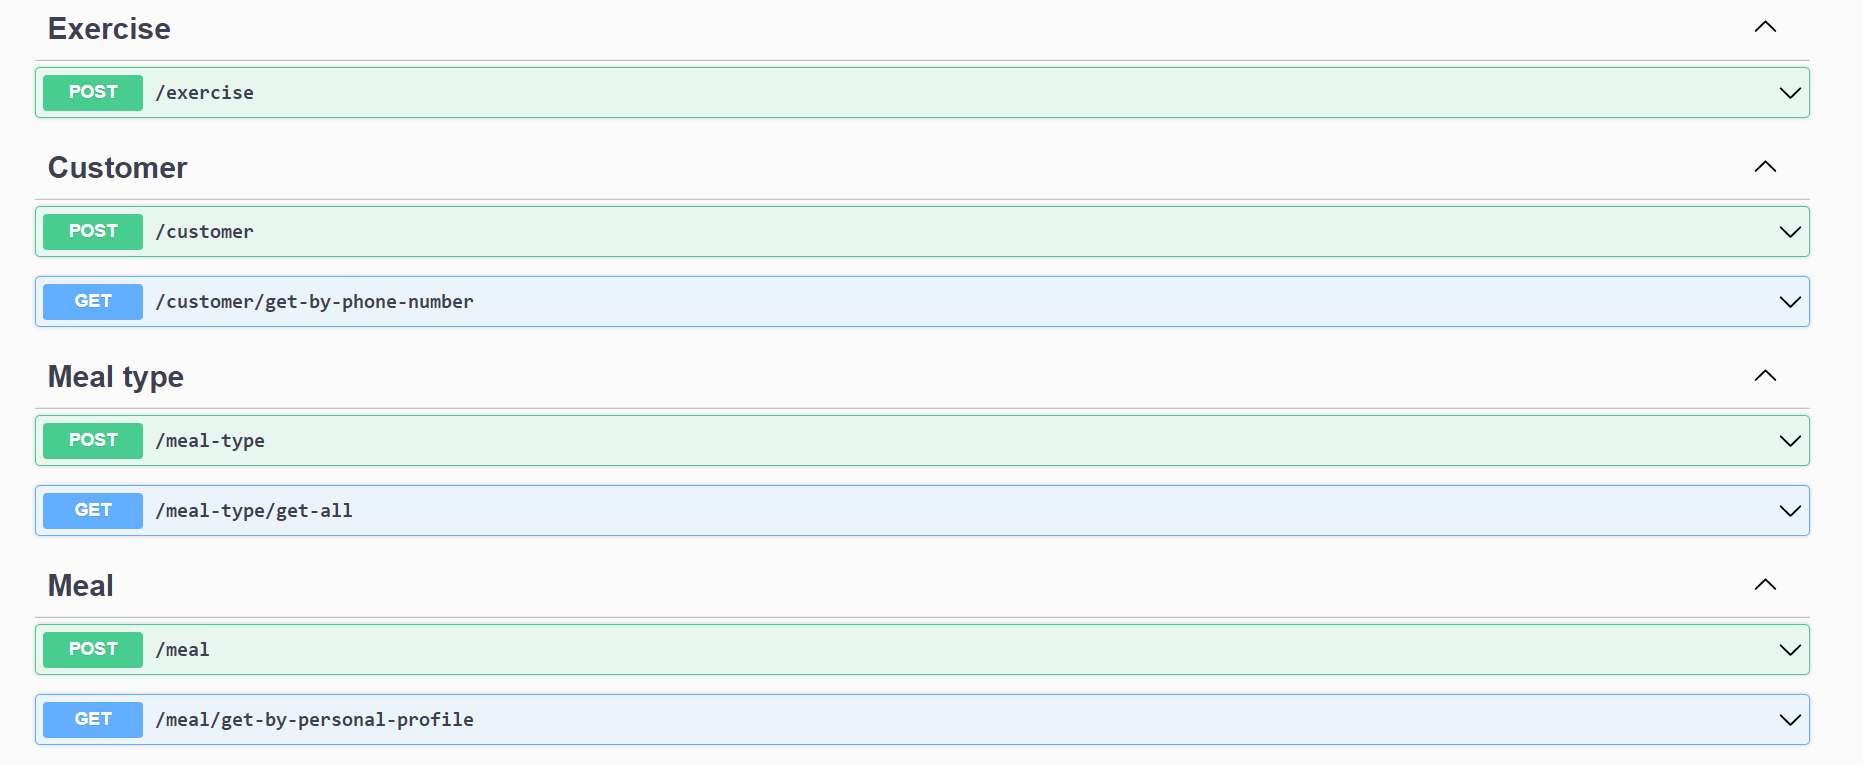 Exercise
POST /exercise
Customer
POST /customer
GET /customer/get-by-phone-number
Meal type
POST /meal-type
GET /meal-type/get-all
Meal
POST /meal
GET /meal/get-by-personal-profile